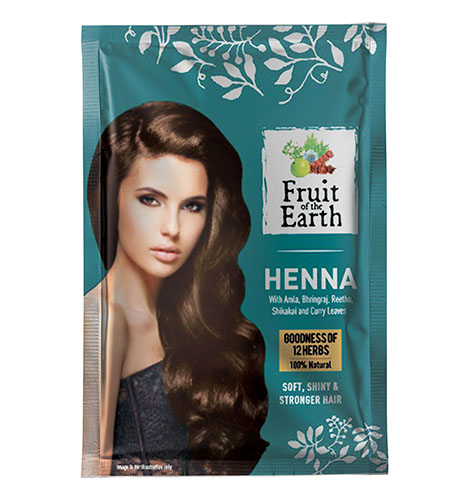 Fruit
of the
Earth
HENNA
With Amla, Bhringraj, Reetha,
Shikakai and Curry Leaves
GOODNESS OF
12 HERBS
100% Natural
SOFT, SHINY &
STRONGER HAIR
Image is for illustration only